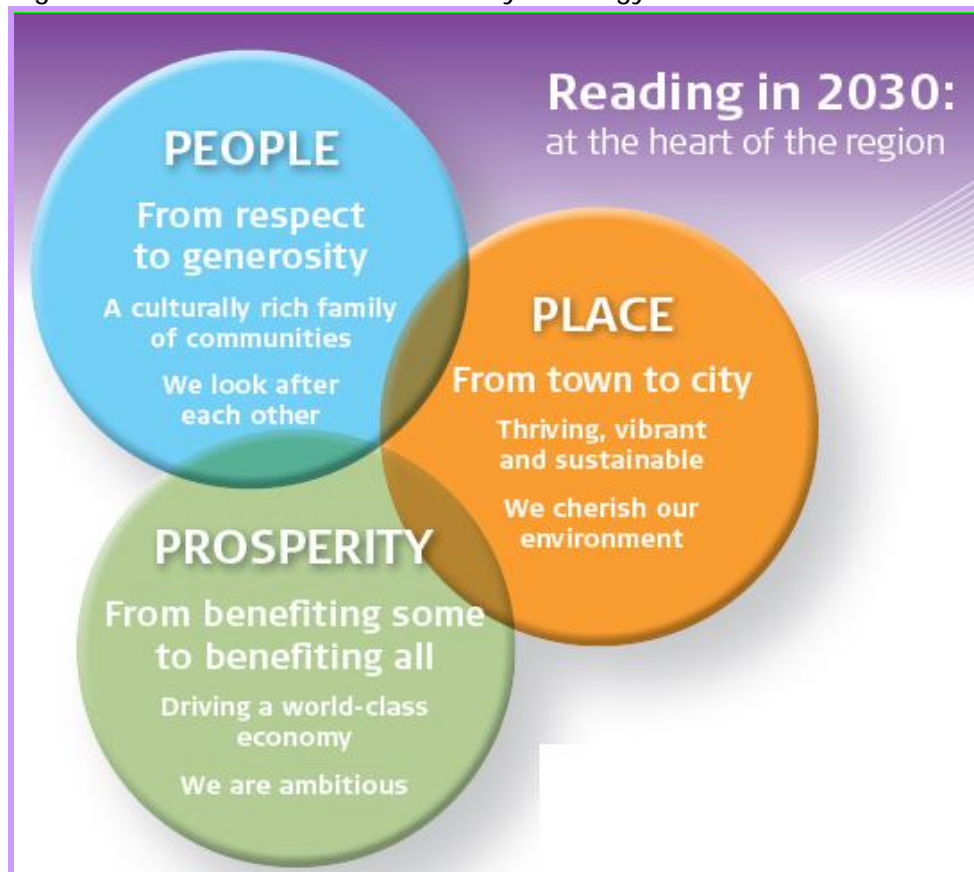 Reading in 2030:
at the heart of the region
PEOPLE
From respect
to generosity
A culturally rich family
of communities
We look after
each other
PLACE
From town to city
Thriving, vibrant
and sustainable
We cherish our
environment
PROSPERITY
From benefiting some
to benefiting all
Driving a world-class
economy
We are ambitious